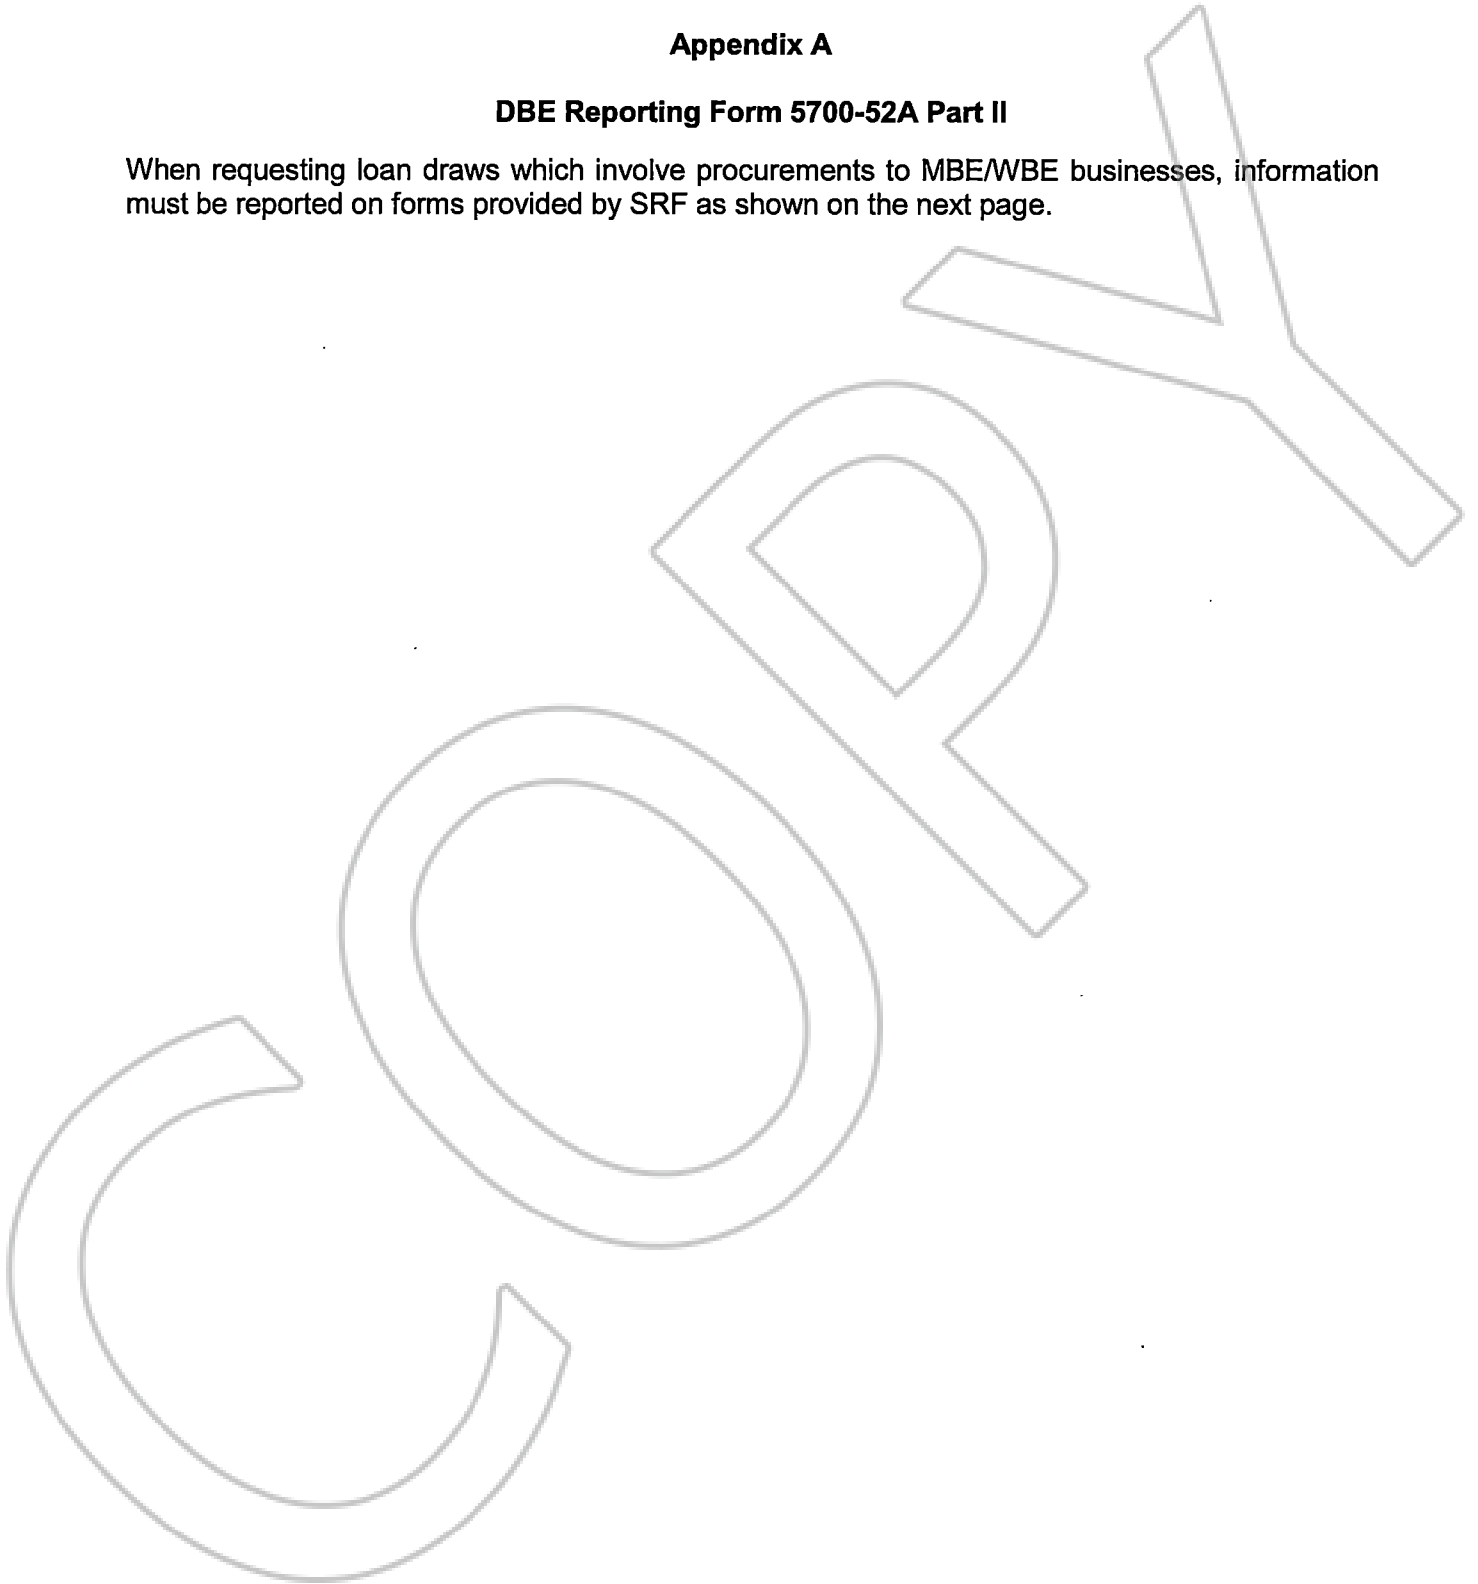 Appendix A
DBE Reporting Form 5700-52A Part II
When requesting loan draws which involve procurements to MBE/WBE businesses, information
must be reported on forms provided by SRF as shown on the next page.
COPY